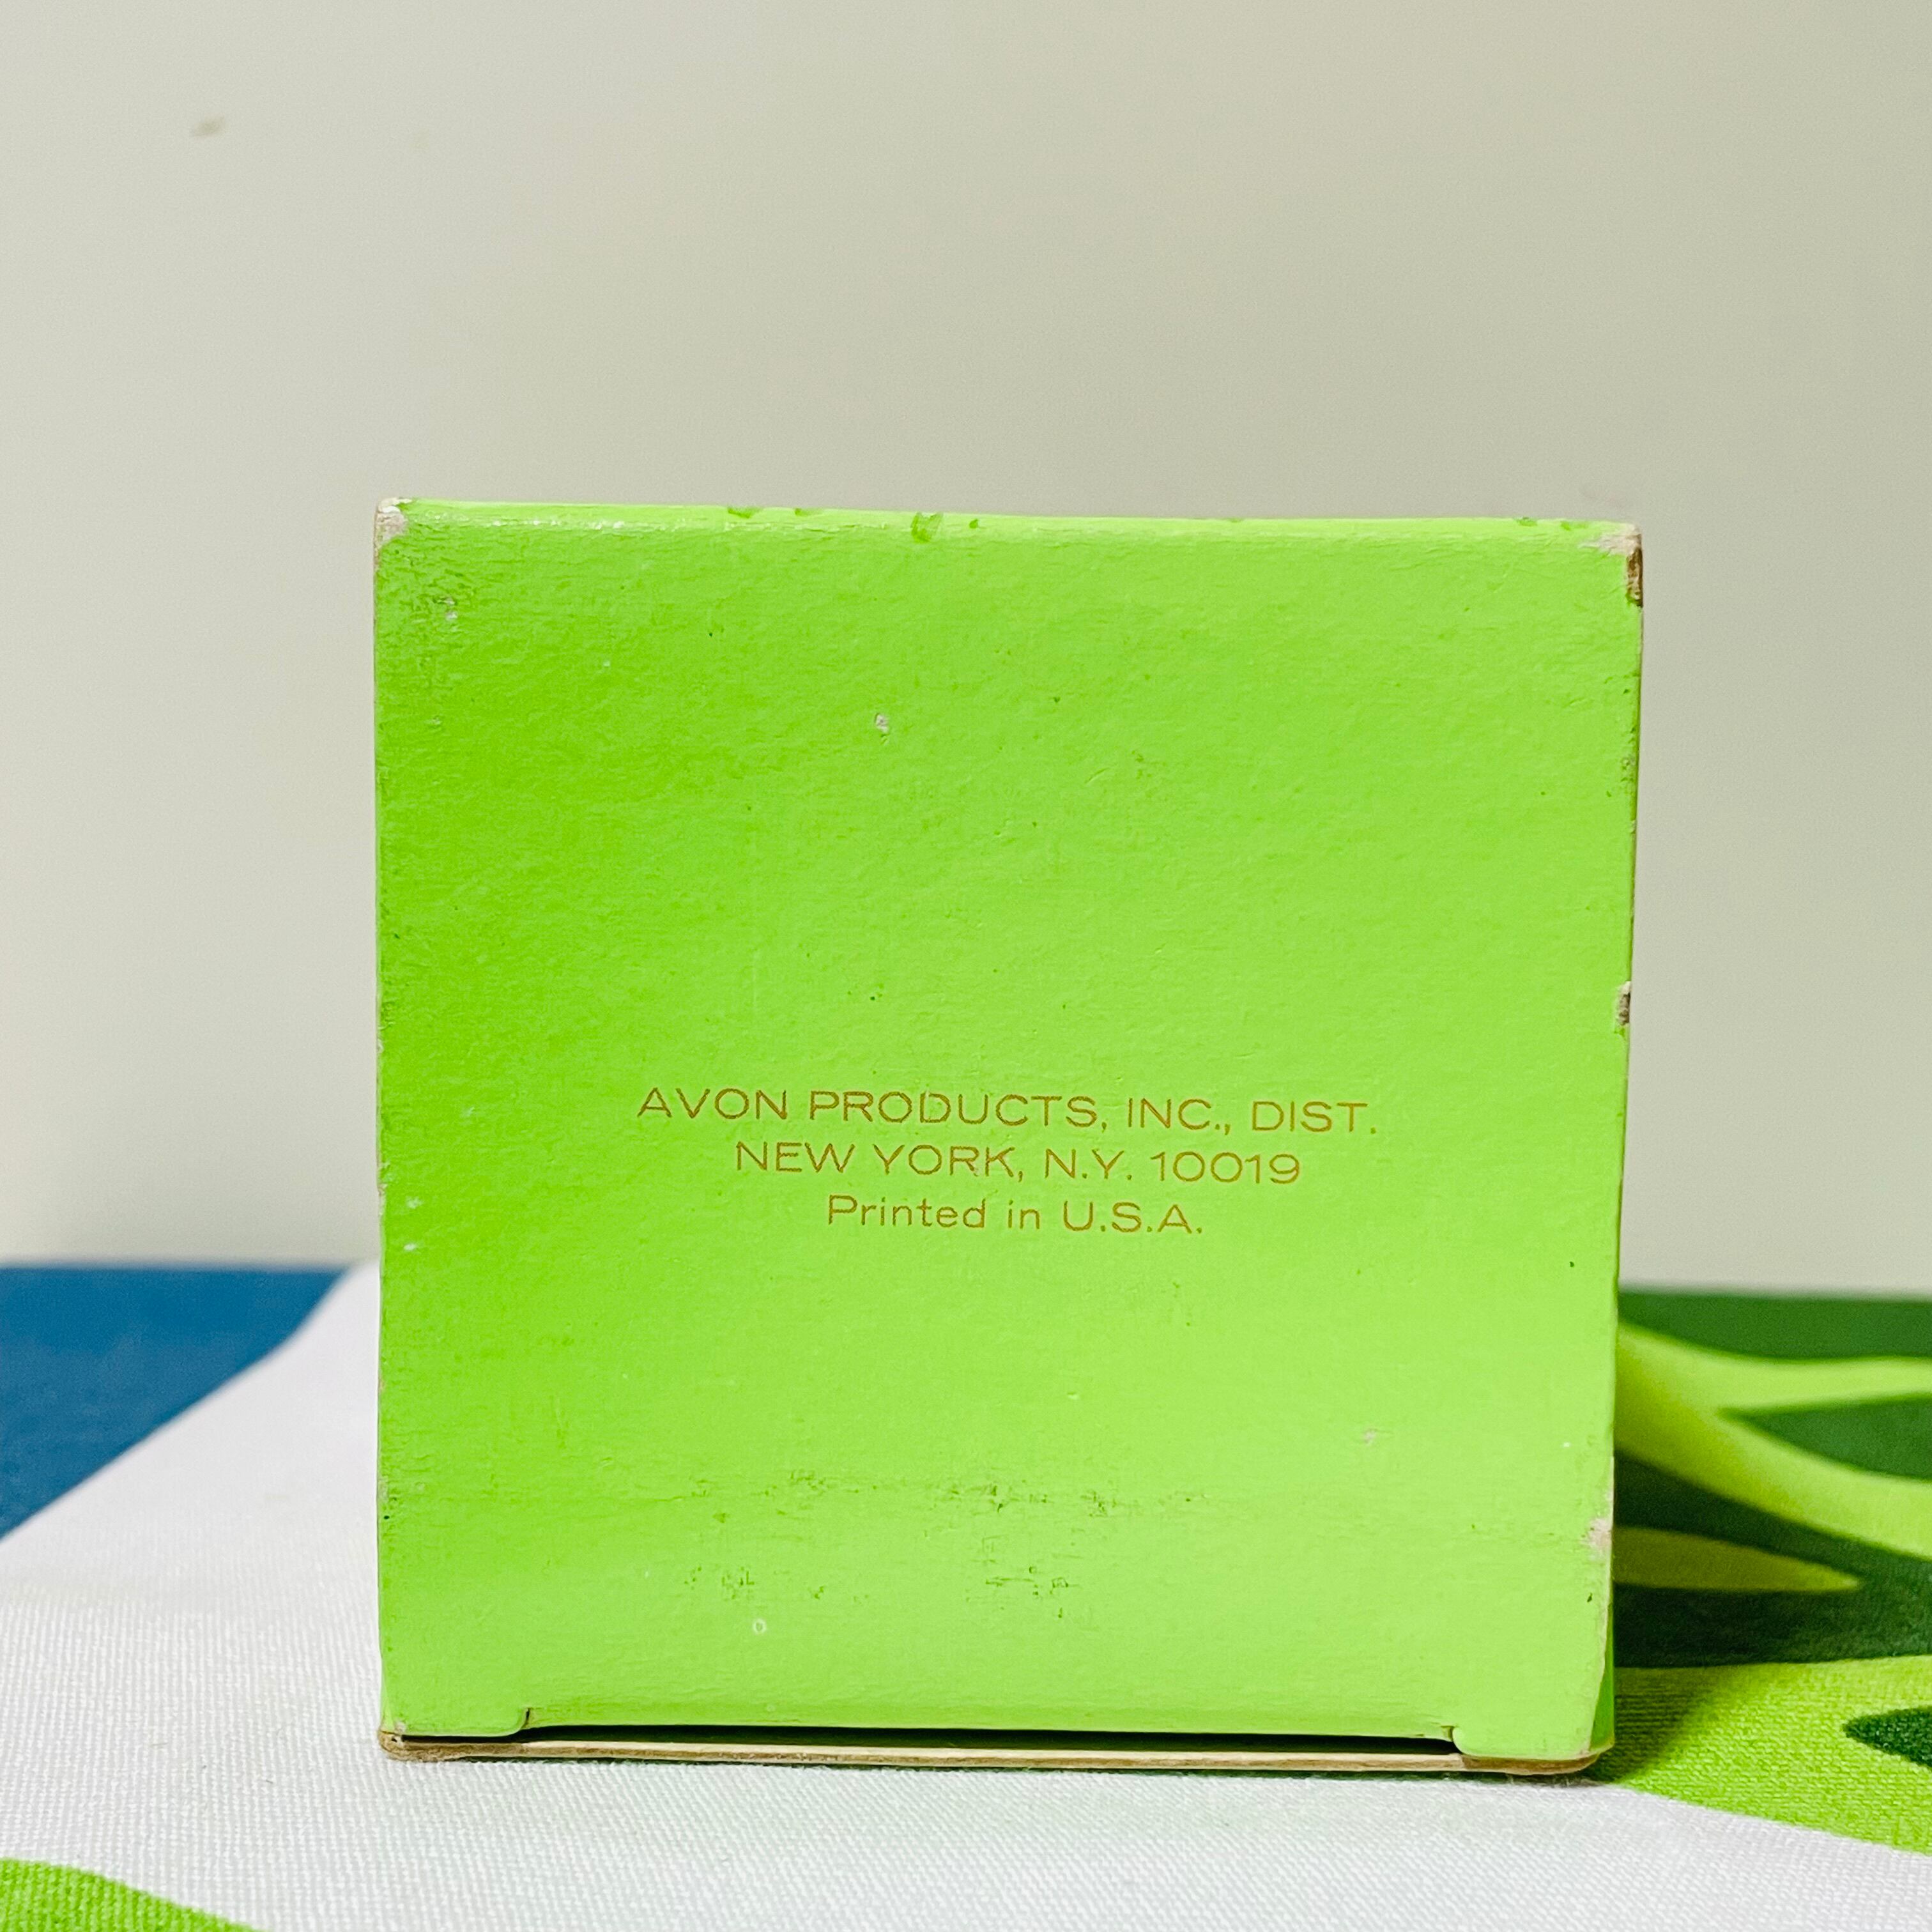 AVON PRODUCTS, INC., DIST.
NEW YORK, N.Y. 10019
Printed in U.S.A.